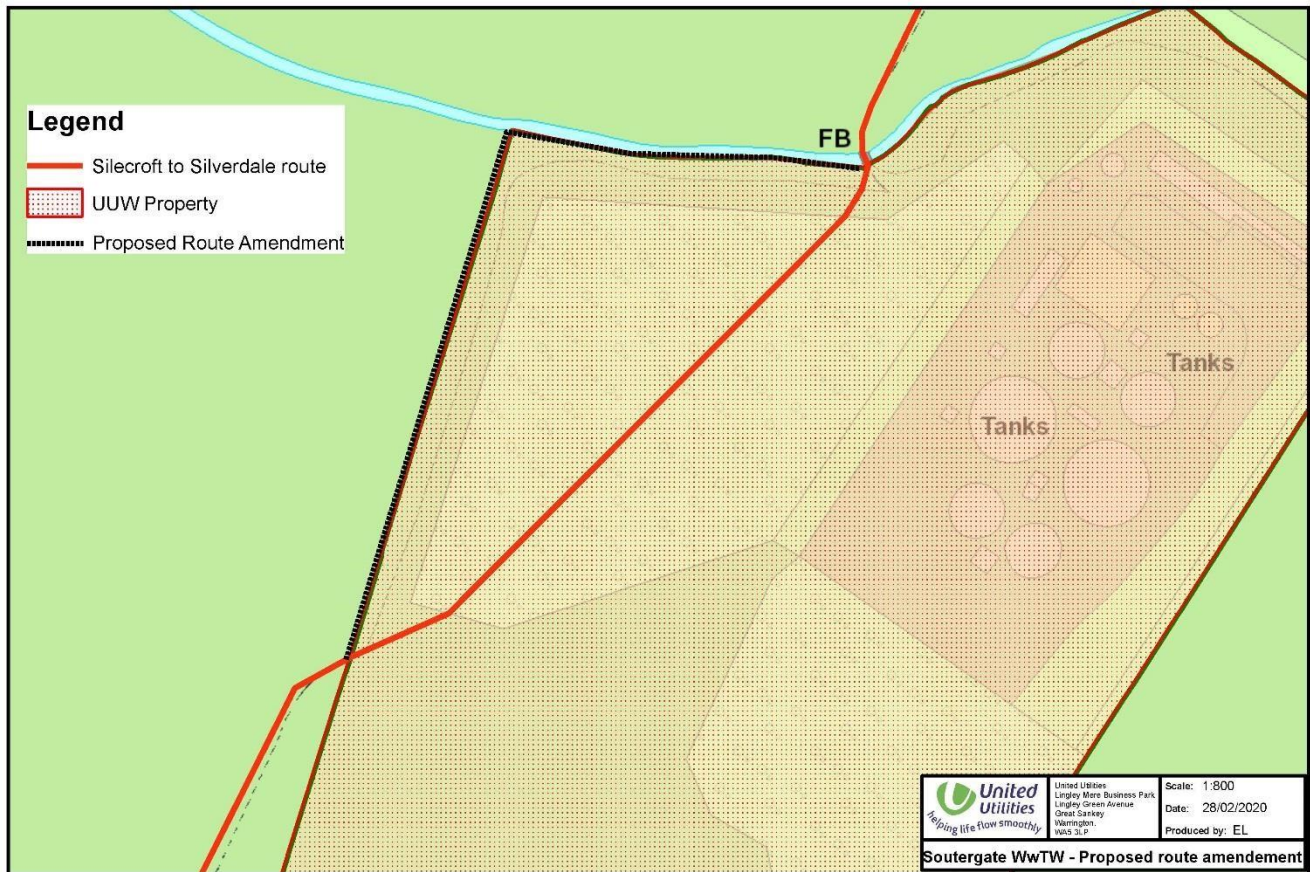 Legend
Silecroft to Silverdale route
UUW Property
Proposed Route Amendment
FB
Tanks
Tanks
United
Utilities
helping life flow smoothly
United Utilities
Lingley Mere Business Park
Lingley Green Avenue
Great Sankey
Warrington.
WA5 3LP
Scale: 1:800
Date: 28/02/2020
Produced by: EL
Soutergate WwTW - Proposed route amendement